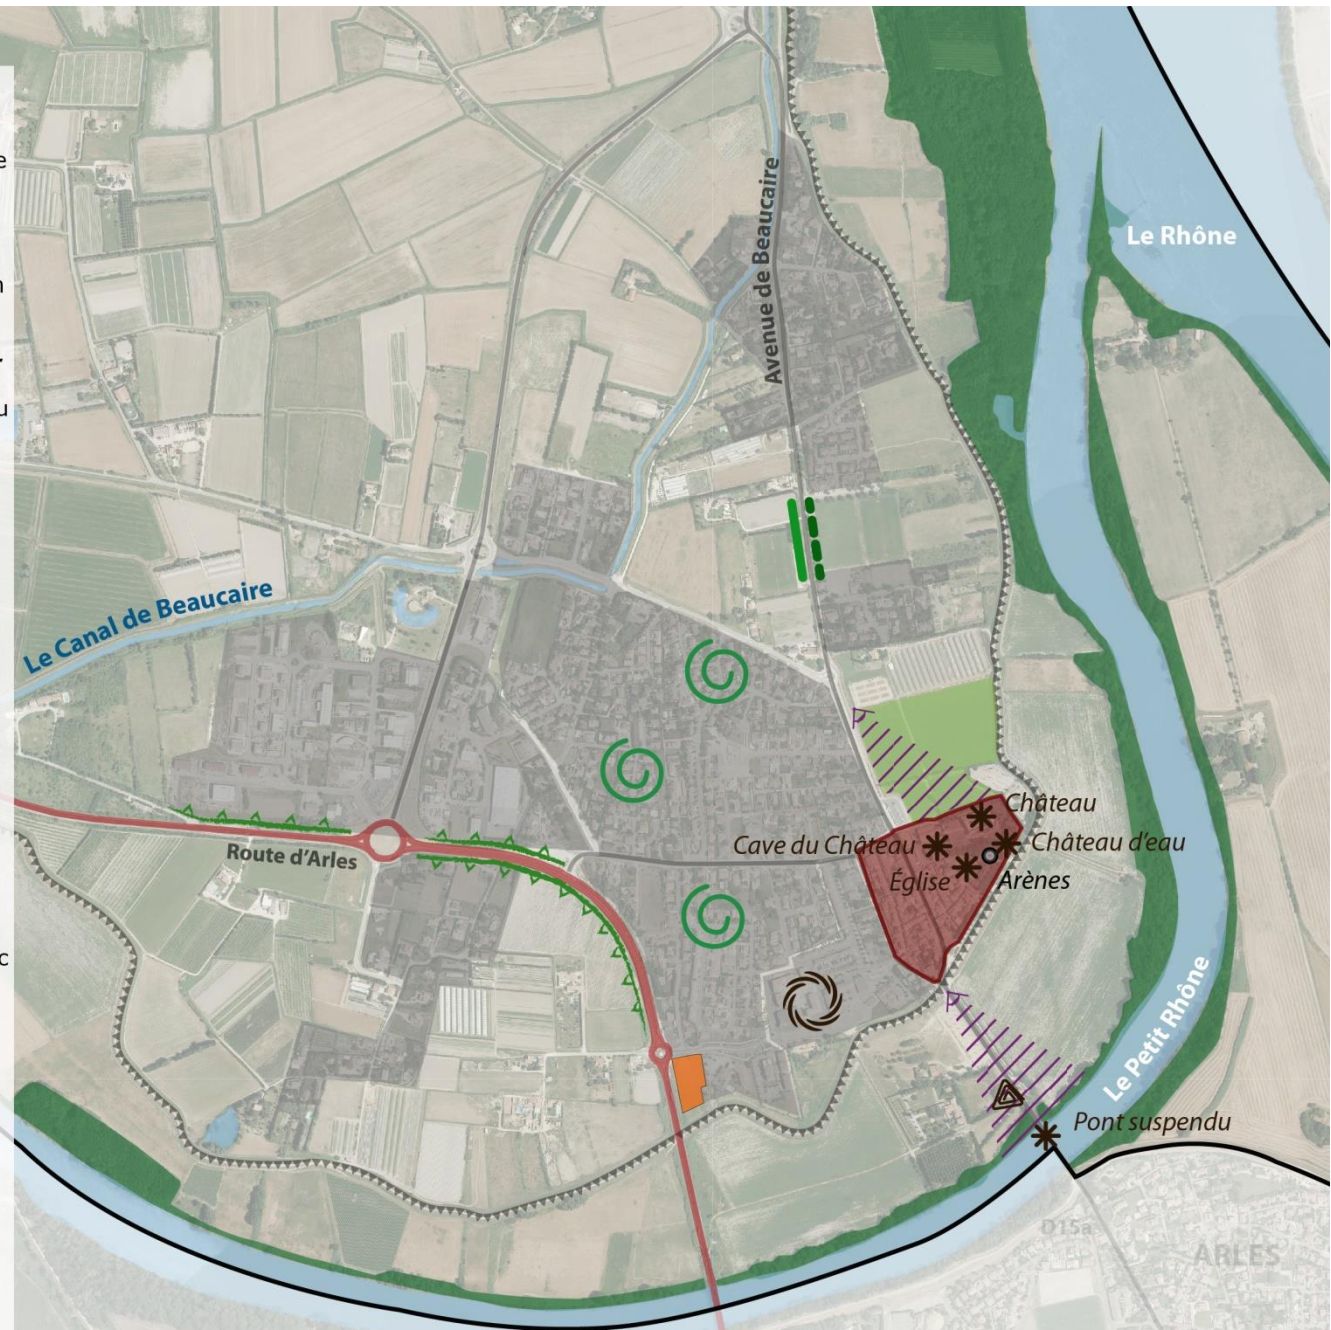 e
n
r
u
c
Le Rhône
Avenue de Beaucaire
Le Canal de Beaucaire
Route d'Arles
Château
Cave du Château
Château d'eau
Église
Arènes
Le Petit Rhône
Pont suspendu
D15a
ARLES